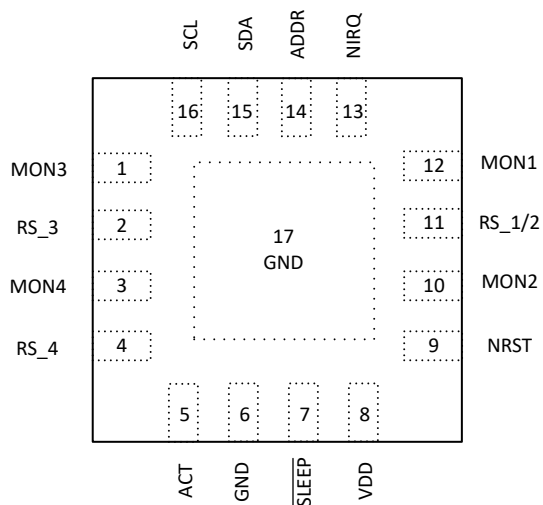 SCL SDA ADDR NIRQ
16 15 14 13
MON3 1 12 MON1
RS_3 2 11 RS_1/2
17
GND
MON4 3 10 MON2
RS_4 4 9 NRST
5 6 7 8
ACT GND SLEEP VDD